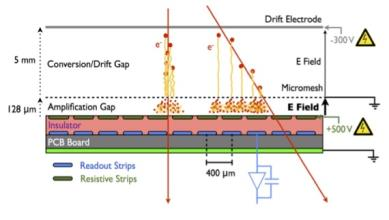 Drift Electrode
-300 V
e⁻
e⁻
5 mm
Conversion/Drift Gap
E Field
Micromesh
128 µm
Amplification Gap
E Field
Insulator
+500 V
PCB Board
Readout Strips
Resistive Strips
400 µm